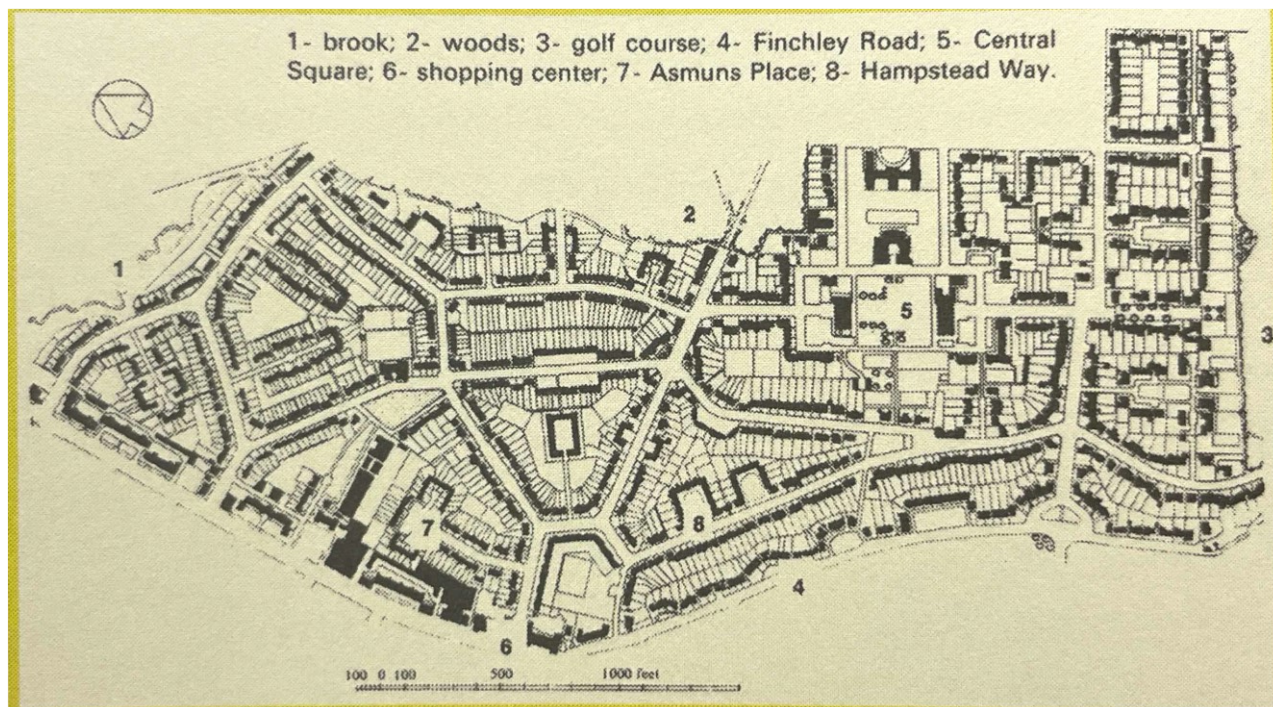 1- brook; 2- woods; 3- golf course; 4- Finchley Road; 5- Central
Square; 6- shopping center; 7- Asmuns Place; 8- Hampstead Way.
2
1
5
3
7
8
4
6
100 0 100 500 1000 feet